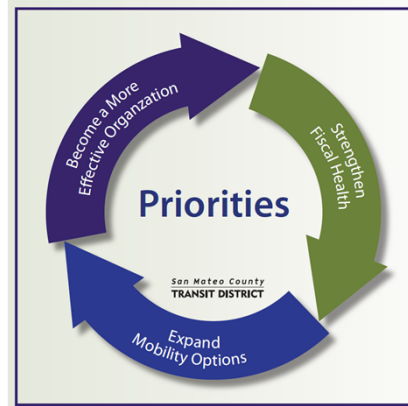 Become a More
Effective Organzation
Strengthen
Fiscal Health
Priorities
San Mateo County
TRANSIT DISTRICT
Expand
Mobility Options